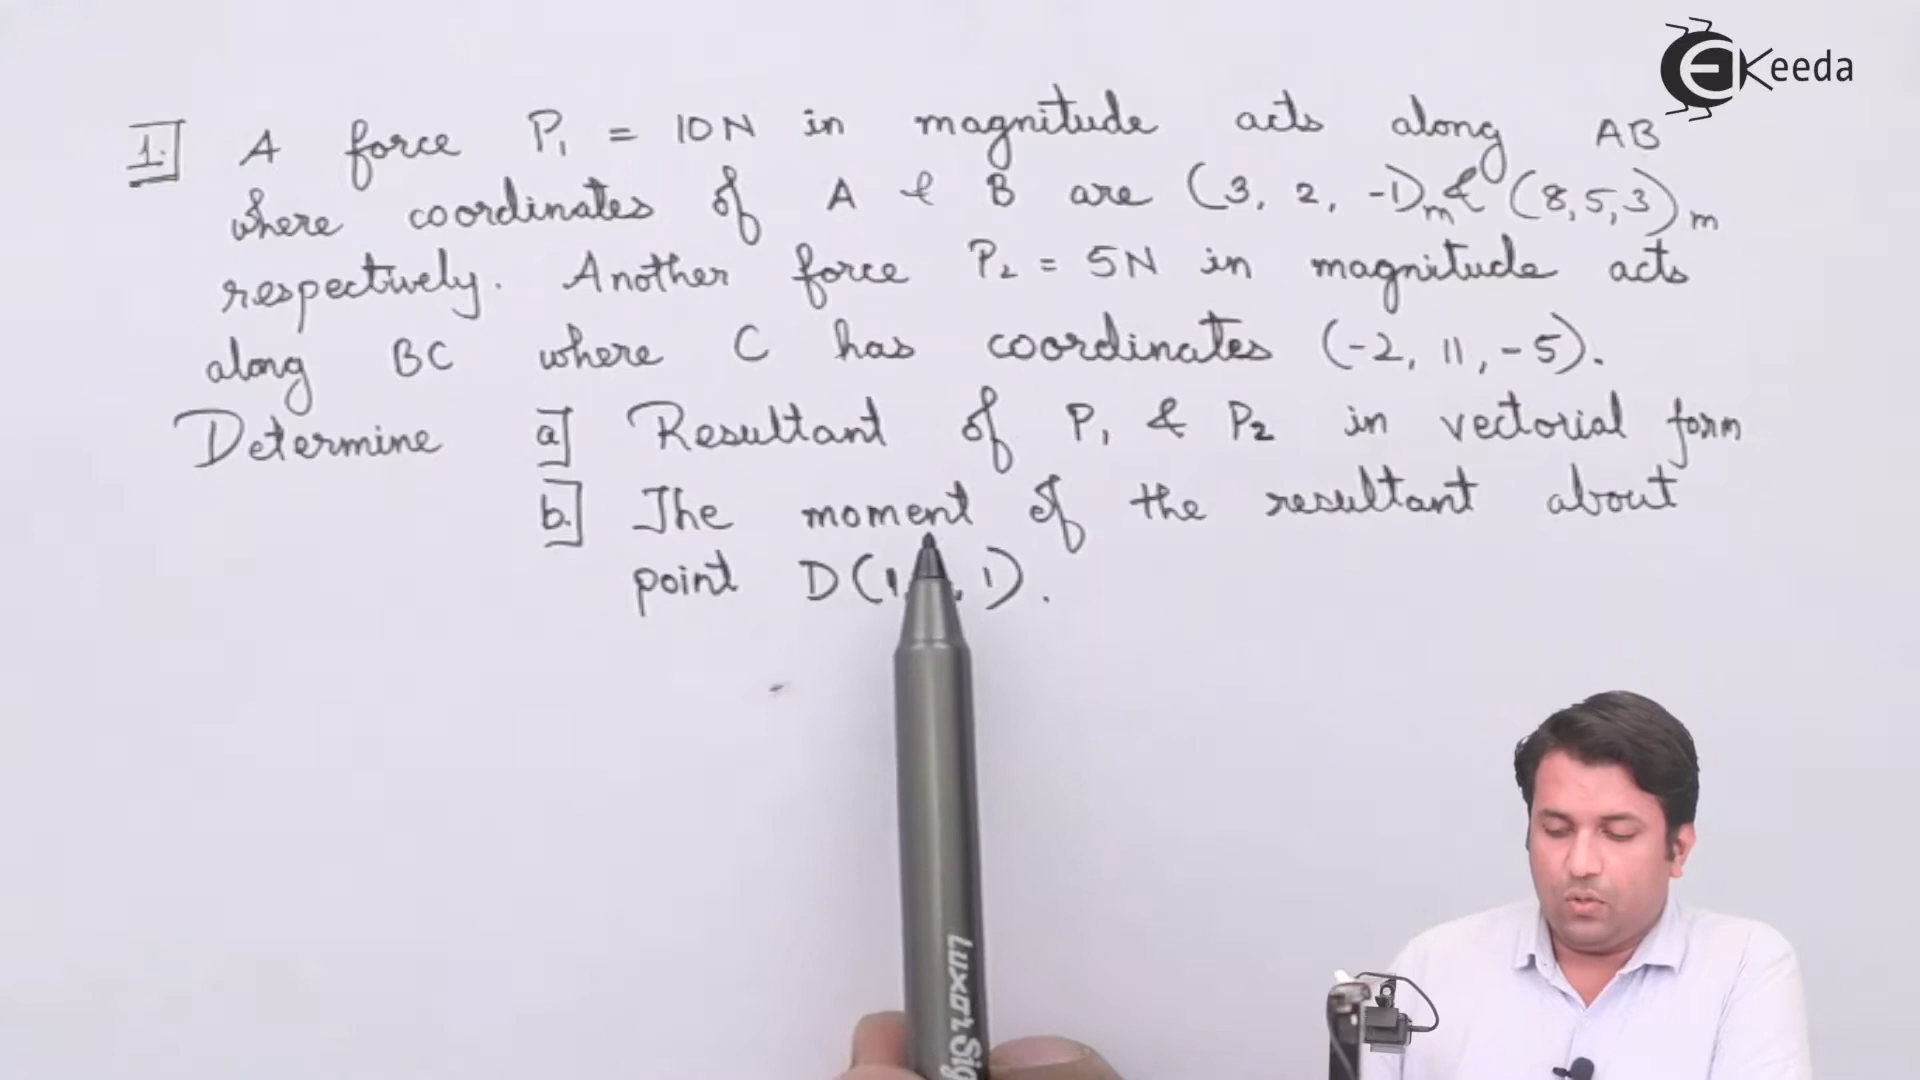 EKeeda
1. A force P₁ = 10N in magnitude acts along AB
where coordinates of A & B are (3, 2, -1)m & (8,5,3)m
respectively. Another force P₂ = 5N in magnitude acts
along BC where C has coordinates (-2, 11, -5).
Determine a] Resultant of P₁ & P₂ in vectorial form
b.] The moment of the resultant about
point D(1, , 1).
Luxor Sig